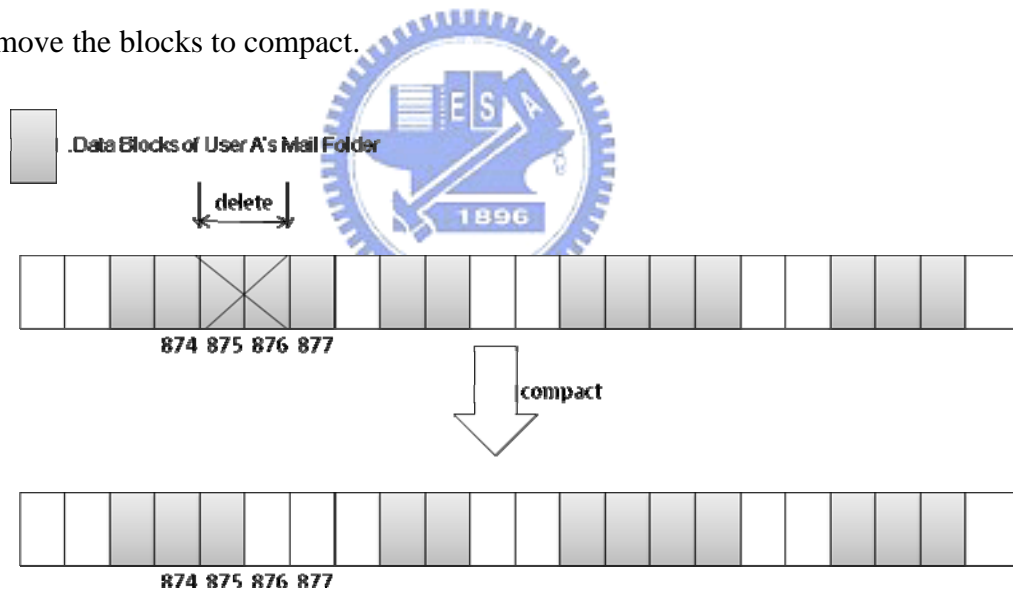 move the blocks to compact.
E S A
.Data Blocks of User A's Mail Folder
delete
1896
874 875 876 877
compact
874 875 876 877